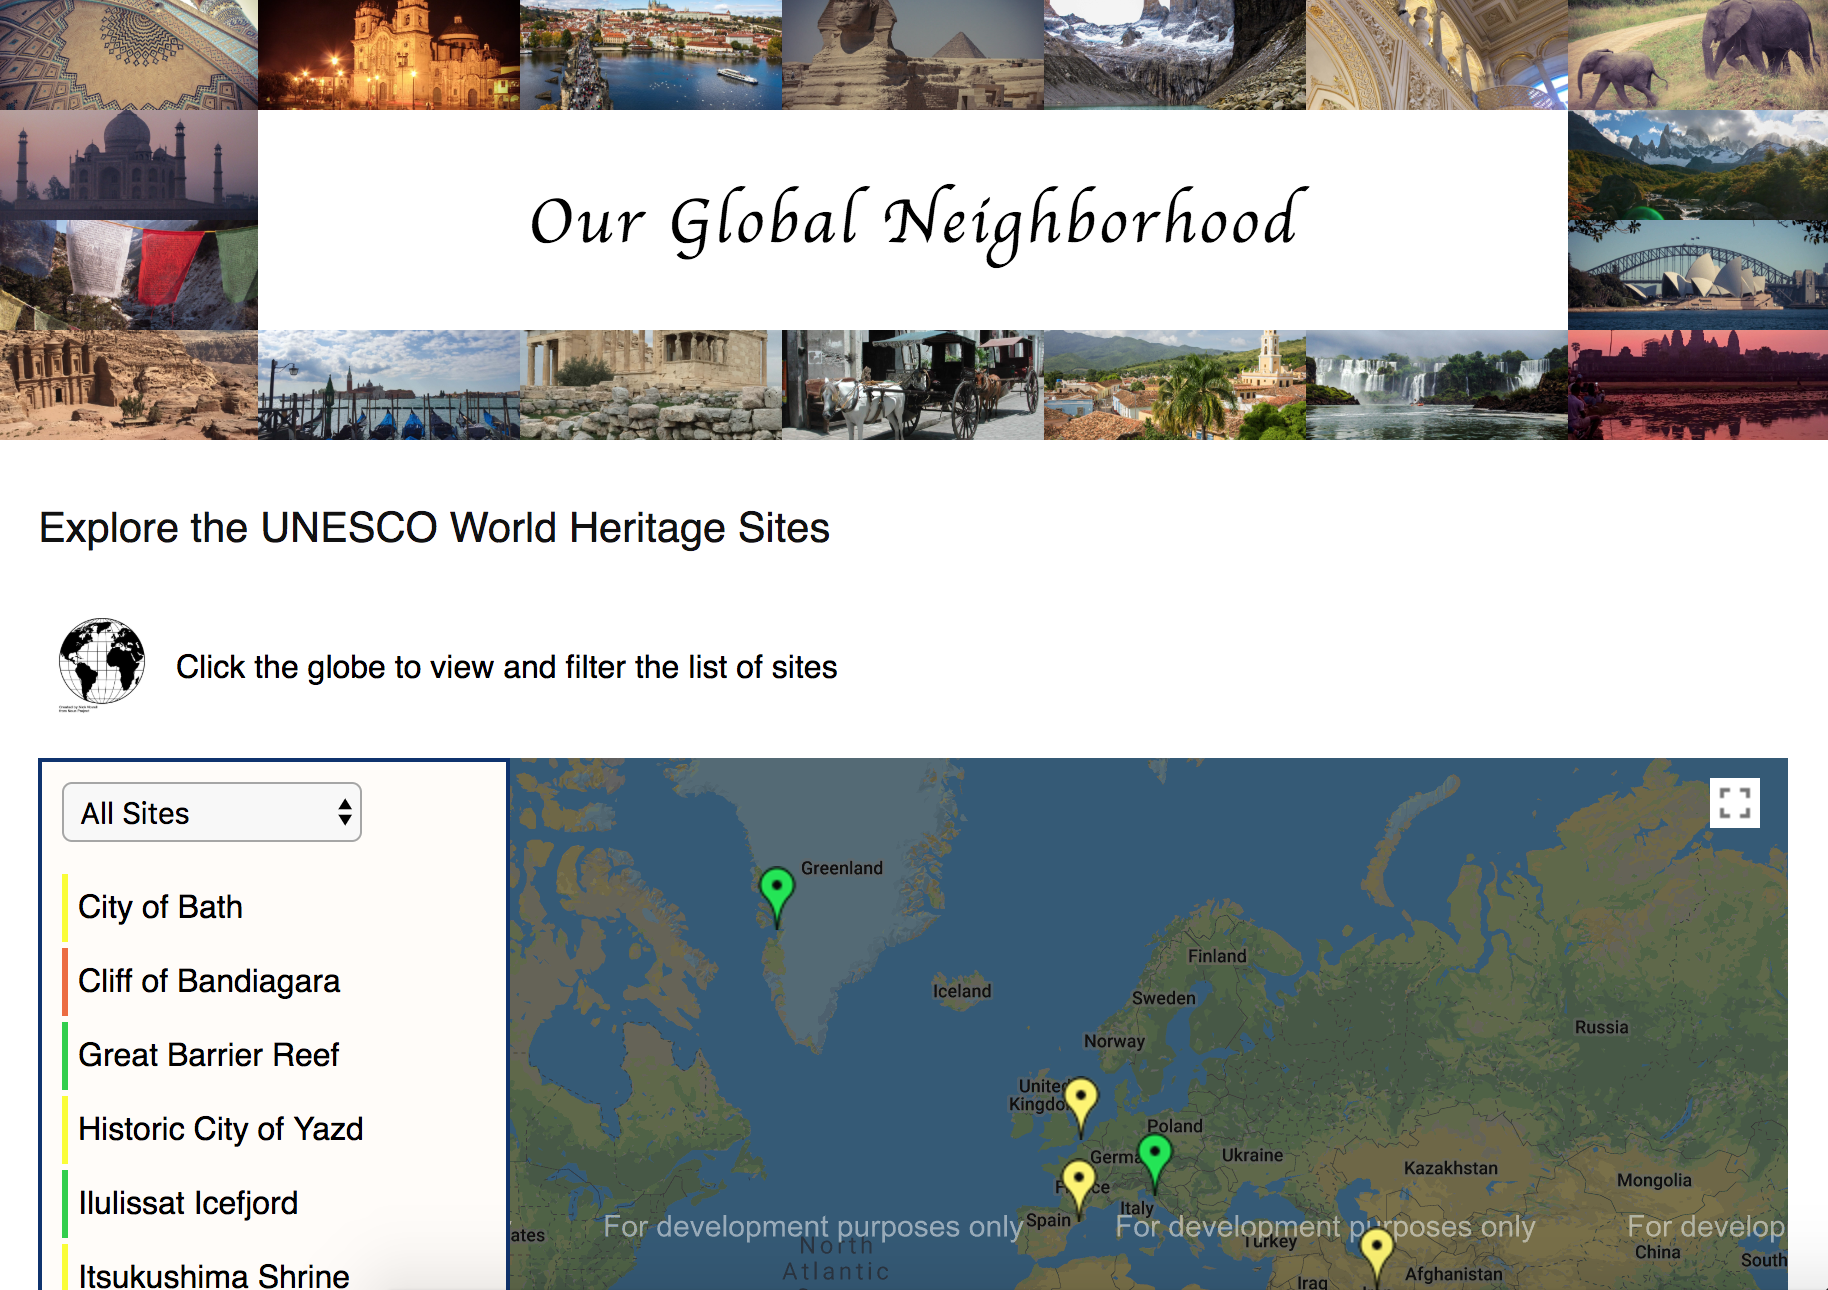 Our Global Neighborhood
Explore the UNESCO World Heritage Sites
Click the globe to view and filter the list of sites
All Sites
City of Bath
Cliff of Bandiagara
Great Barrier Reef
Historic City of Yazd
Ilulissat Icefjord
Itsukushima Shrine
Greenland
Finland
Iceland
Sweden
Russia
Norway
United
Kingdo
Poland
Germa
Ukraine
Kazakhstan
Mongolia
Italy
Spain
ates
For development purposes only
For development purposes only
For develop
Turkey
North
Atlantic
China
South
Iraq
Afghanistan